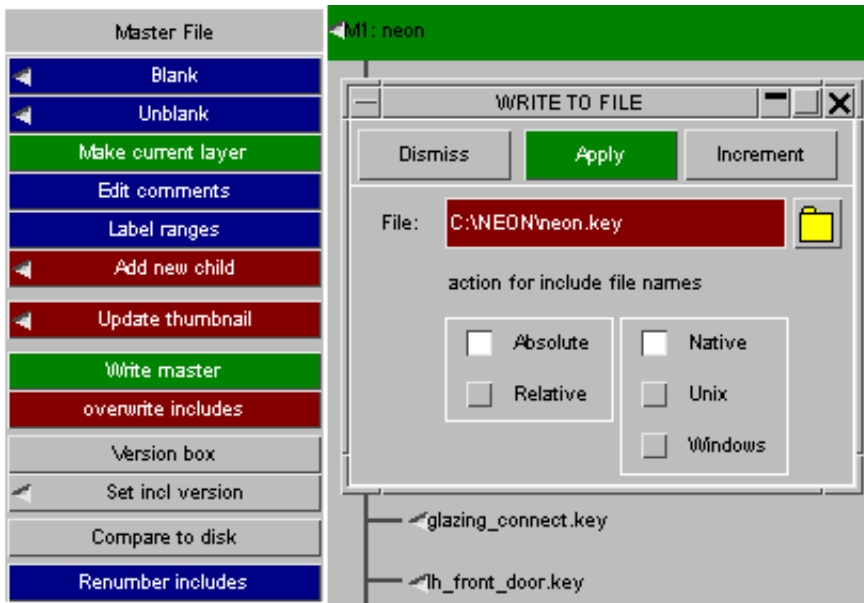 Master File
Blank
Unblank
Make current layer
Edit comments
Label ranges
Add new child
Update thumbnail
Write master
overwrite includes
Version box
Set incl version
Compare to disk
Renumber includes
M1: neon
WRITE TO FILE
Dismiss Apply Increment
File: C:\NEON\neon.key
action for include file names
Absolute Native
Relative Unix
Windows
glazing_connect.key
lh_front_door.key